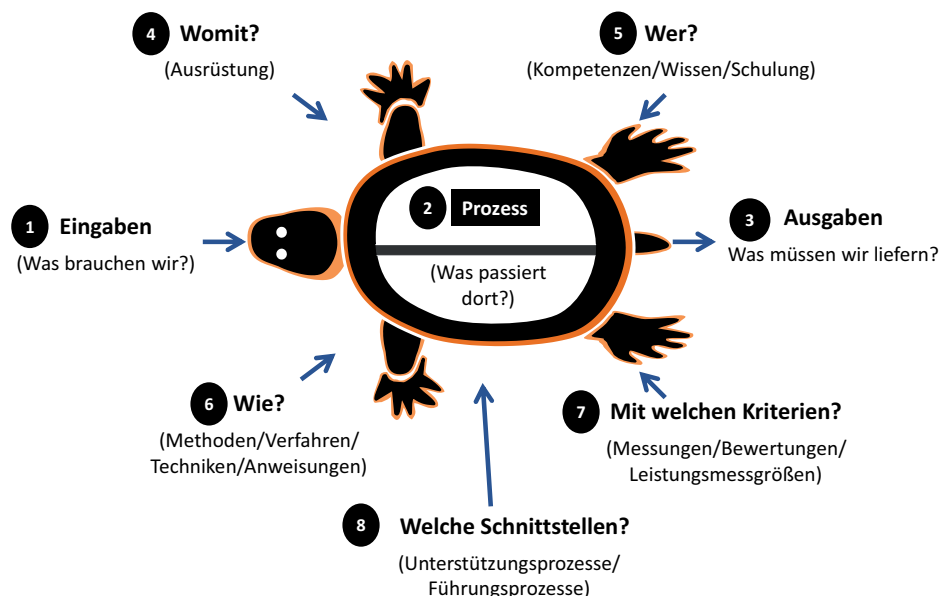 4 Womit?
(Ausrüstung)
5 Wer?
(Kompetenzen/Wissen/Schulung)
1 Eingaben
(Was brauchen wir?)
2 Prozess
(Was passiert
dort?)
3 Ausgaben
Was müssen wir liefern?
6 Wie?
(Methoden/Verfahren/
Techniken/Anweisungen)
7 Mit welchen Kriterien?
(Messungen/Bewertungen/
Leistungsmessgrößen)
8 Welche Schnittstellen?
(Unterstützungsprozesse/
Führungsprozesse)